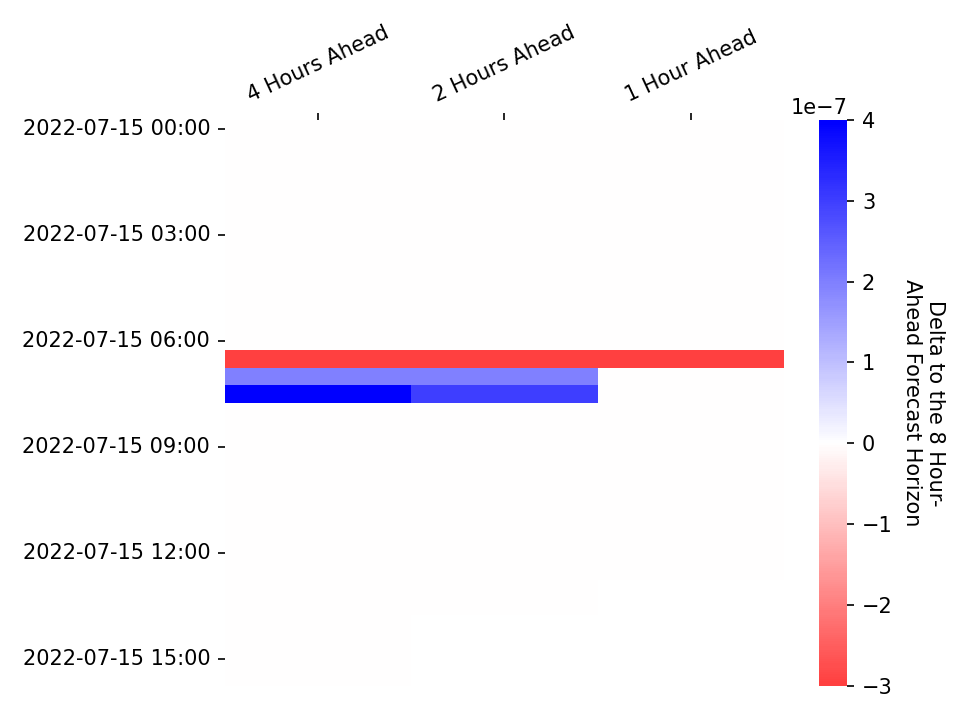 4 Hours Ahead
2 Hours Ahead
1 Hour Ahead
1e−7
2022-07-15 00:00
2022-07-15 03:00
2022-07-15 06:00
2022-07-15 09:00
2022-07-15 12:00
2022-07-15 15:00
4
3
2
1
0
−1
−2
−3
Delta to the 8 Hour-
Ahead Forecast Horizon